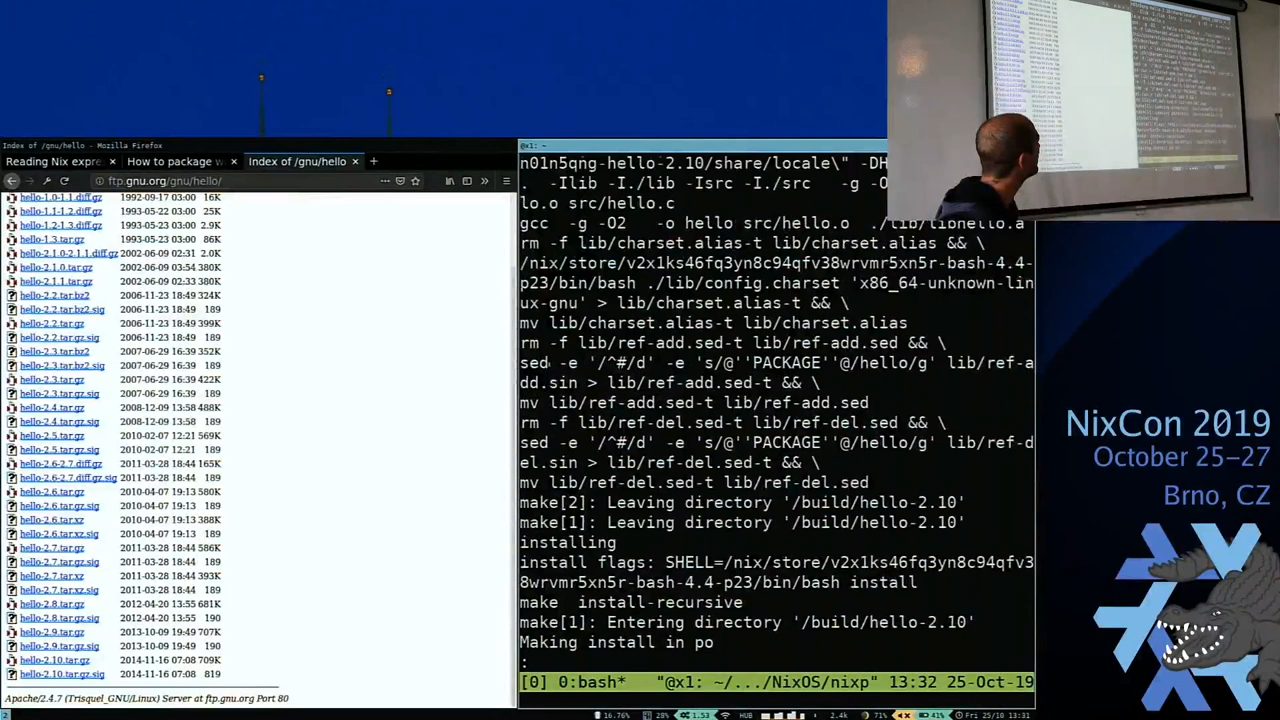 Index of /gnu/hello - Mozilla Firefox
Reading Nix expre × How to package w × Index of /gnu/hello × +
ftp.gnu.org/gnu/hello/
hello-1.0-1.1.diff.gz 1992-09-17 03:00 16K
hello-1.1-1.2.diff.gz 1993-05-22 03:00 25K
hello-1.2-1.3.diff.gz 1993-05-23 03:00 2.9K
hello-1.3.tar.gz 1993-05-23 03:00 86K
hello-2.1.0-2.1.1.diff.gz 2002-06-09 02:31 2.0K
hello-2.1.0.tar.gz 2002-06-09 03:54 380K
hello-2.1.1.tar.gz 2002-06-09 02:33 380K
hello-2.2.tar.bz2 2006-11-23 18:49 324K
hello-2.2.tar.bz2.sig 2006-11-23 18:49 189
hello-2.2.tar.gz 2006-11-23 18:49 399K
hello-2.2.tar.gz.sig 2006-11-23 18:49 189
hello-2.3.tar.bz2 2007-06-29 16:39 352K
hello-2.3.tar.bz2.sig 2007-06-29 16:39 189
hello-2.3.tar.gz 2007-06-29 16:39 422K
hello-2.3.tar.gz.sig 2007-06-29 16:39 189
hello-2.4.tar.gz 2008-12-09 13:58 488K
hello-2.4.tar.gz.sig 2008-12-09 13:58 189
hello-2.5.tar.gz 2010-02-07 12:21 569K
hello-2.5.tar.gz.sig 2010-02-07 12:21 189
hello-2.6-2.7.diff.gz 2011-03-28 18:44 165K
hello-2.6-2.7.diff.gz.sig 2011-03-28 18:44 189
hello-2.6.tar.gz 2010-04-07 19:13 580K
hello-2.6.tar.gz.sig 2010-04-07 19:13 189
hello-2.6.tar.xz 2010-04-07 19:13 388K
hello-2.6.tar.xz.sig 2010-04-07 19:13 189
hello-2.7.tar.gz 2011-03-28 18:44 586K
hello-2.7.tar.gz.sig 2011-03-28 18:44 189
hello-2.7.tar.xz 2011-03-28 18:44 393K
hello-2.7.tar.xz.sig 2011-03-28 18:44 189
hello-2.8.tar.gz 2012-04-20 13:55 681K
hello-2.8.tar.gz.sig 2012-04-20 13:55 190
hello-2.9.tar.gz 2013-10-09 19:49 707K
hello-2.9.tar.gz.sig 2013-10-09 19:49 190
hello-2.10.tar.gz 2014-11-16 07:08 709K
hello-2.10.tar.gz.sig 2014-11-16 07:08 819
Apache/2.4.7 (Trisquel_GNU/Linux) Server at ftp.gnu.org Port 80
@x1: ~
n01n5qng-hello-2.10/share/locale\" -DH
. -Ilib -I./lib -Isrc -I./src -g -O
lo.o src/hello.c
gcc -g -O2 -o hello src/hello.o ./lib/libhello.a
rm -f lib/charset.alias-t lib/charset.alias && \
/nix/store/v2x1ks46fq3yn8c94qfv38wrvmr5xn5r-bash-4.4-
p23/bin/bash ./lib/config.charset 'x86_64-unknown-lin
ux-gnu' > lib/charset.alias-t && \
mv lib/charset.alias-t lib/charset.alias
rm -f lib/ref-add.sed-t lib/ref-add.sed && \
sed -e '/^#/d' -e 's/@''PACKAGE''@/hello/g' lib/ref-a
dd.sin > lib/ref-add.sed-t && \
mv lib/ref-add.sed-t lib/ref-add.sed
rm -f lib/ref-del.sed-t lib/ref-del.sed && \
sed -e '/^#/d' -e 's/@''PACKAGE''@/hello/g' lib/ref-d
el.sin > lib/ref-del.sed-t && \
mv lib/ref-del.sed-t lib/ref-del.sed
make[2]: Leaving directory '/build/hello-2.10'
make[1]: Leaving directory '/build/hello-2.10'
installing
install flags: SHELL=/nix/store/v2x1ks46fq3yn8c94qfv3
8wrvmr5xn5r-bash-4.4-p23/bin/bash install
make  install-recursive
make[1]: Entering directory '/build/hello-2.10'
Making install in po
:
[0] 0:bash* "@x1: ~/.../NixOS/nixp" 13:32 25-Oct-19
NixCon 2019
October 25–27
Brno, CZ
2 16.76% 28% 1.53 HUB 2.4k 71% 41% Fri 25/10 13:31